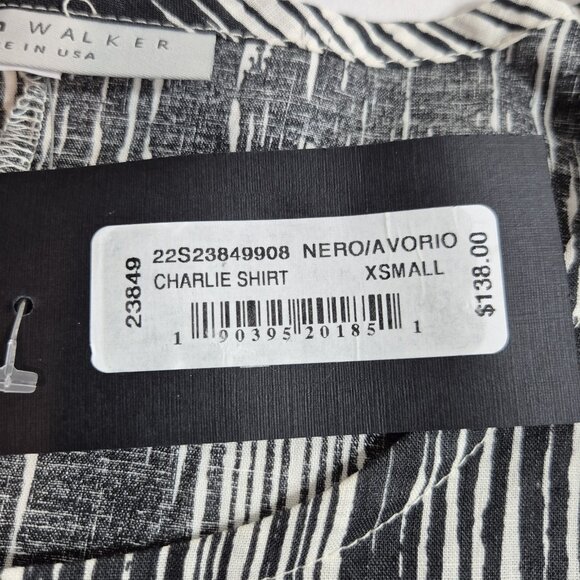 WALKER
IN USA
23849
22S23849908 NERO/AVORIO
CHARLIE SHIRT XSMALL
$138.00
1 90395 20185 1